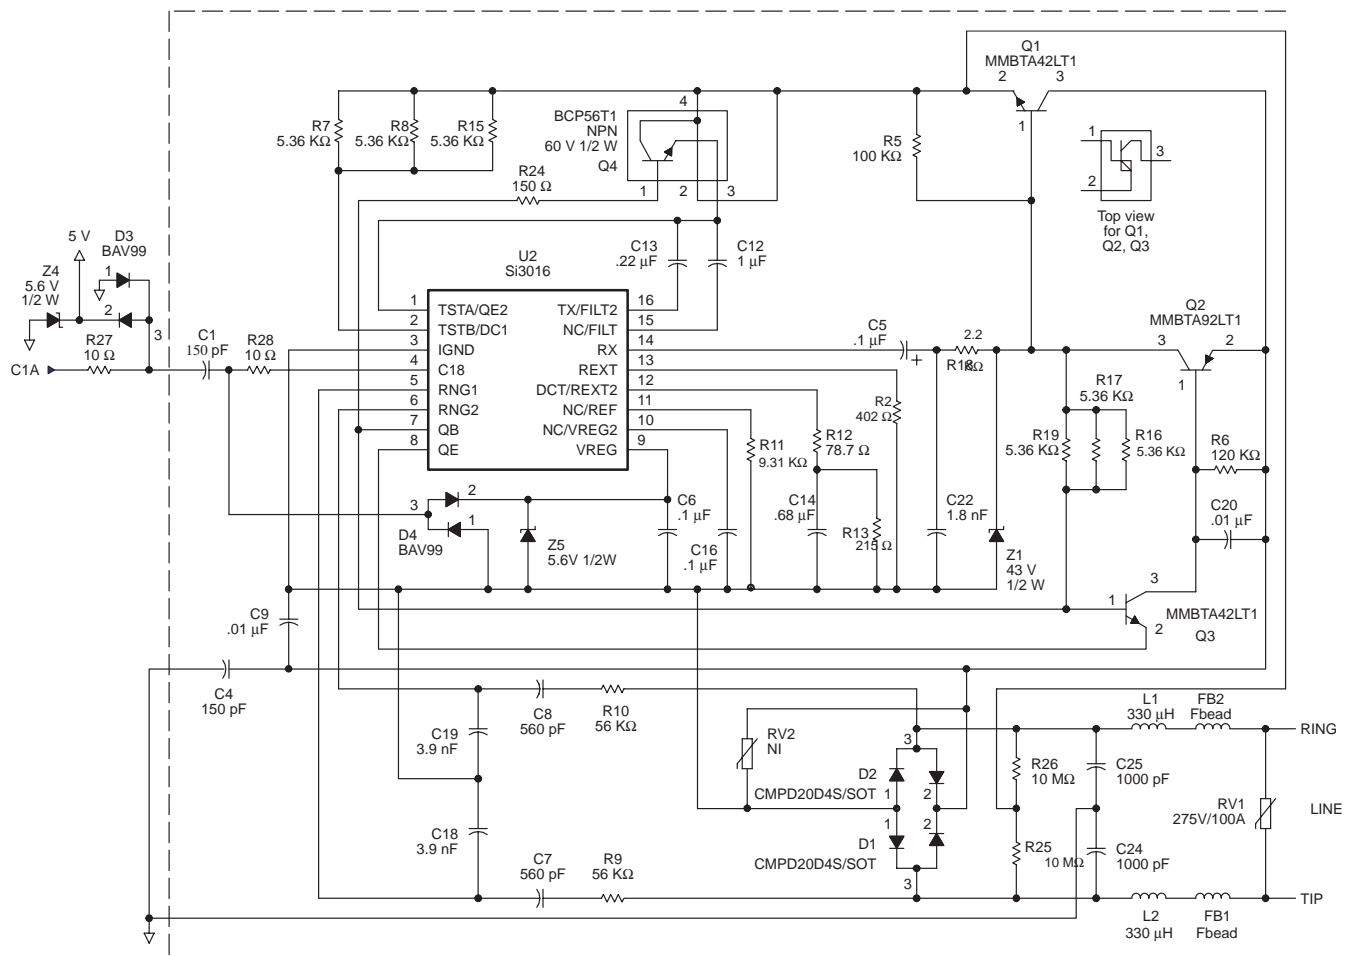 Q1
MMBTA42LT1
2
3
1
R7
5.36 KΩ
R8
5.36 KΩ
R15
5.36 KΩ
BCP56T1
NPN
60 V 1/2 W
Q4
4
1
2
3
R5
100 KΩ
1
3
2
Top view
for Q1,
Q2, Q3
R24
150 Ω
5 V
D3
BAV99
Z4
5.6 V
1/2 W
1
2
3
U2
Si3016
C13
.22 µF
C12
1 µF
1
2
3
4
5
6
7
8
TSTA/QE2
TSTB/DC1
IGND
C18
RNG1
RNG2
QB
QE
TX/FILT2
NC/FILT
RX
REXT
DCT/REXT2
NC/REF
NC/VREG2
VREG
16
15
14
13
12
11
10
9
C5
.1 µF
+
2.2
R18
KΩ
Q2
MMBTA92LT1
3
2
1
C1A
R27
10 Ω
C1
150 pF
R28
10 Ω
R2
402 Ω
R17
5.36 KΩ
R19
5.36 KΩ
R16
5.36 KΩ
R6
120 KΩ
R11
9.31 KΩ
R12
78.7 Ω
3
2
1
D4
BAV99
Z5
5.6V 1/2W
C6
.1 µF
C16
.1 µF
C14
.68 µF
R13
215 Ω
C22
1.8 nF
Z1
43 V
1/2 W
C20
.01 µF
3
1
2
MMBTA42LT1
Q3
C9
.01 µF
C4
150 pF
C19
3.9 nF
C8
560 pF
R10
56 KΩ
RV2
NI
3
D2
1
2
CMPD20D4S/SOT
1
2
D1
CMPD20D4S/SOT
3
L1
330 µH
FB2
Fbead
RING
R26
10 MΩ
C25
1000 pF
RV1
275V/100A
LINE
R25
10 MΩ
C24
1000 pF
C18
3.9 nF
C7
560 pF
R9
56 KΩ
TIP
L2
330 µH
FB1
Fbead